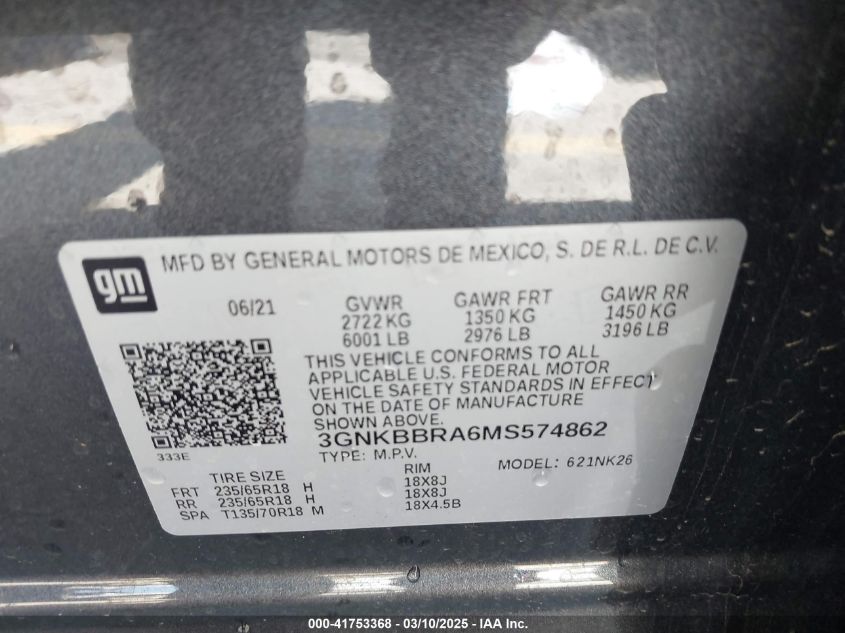 gm
MFD BY GENERAL MOTORS DE MEXICO, S. DE R.L. DE C.V.
06/21
GVWR
2722 KG
6001 LB
GAWR FRT
1350 KG
2976 LB
GAWR RR
1450 KG
3196 LB
THIS VEHICLE CONFORMS TO ALL
APPLICABLE U.S. FEDERAL MOTOR
VEHICLE SAFETY STANDARDS IN EFFECT
ON THE DATE OF MANUFACTURE
SHOWN ABOVE.
333E
3GNKBBRA6MS574862
TYPE: M.P.V.
MODEL: 621NK26
TIRE SIZE
RIM
FRT 235/65R18 H 18X8J
RR 235/65R18 H 18X8J
SPA T135/70R18 M 18X4.5B
000-41753368 — 03/10/2025 — IAA Inc.